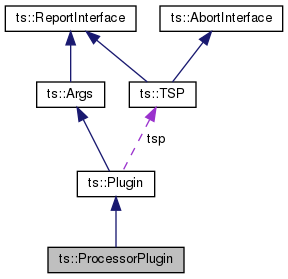 ts::ReportInterface
ts::AbortInterface
ts::Args
ts::TSP
tsp
ts::Plugin
ts::ProcessorPlugin